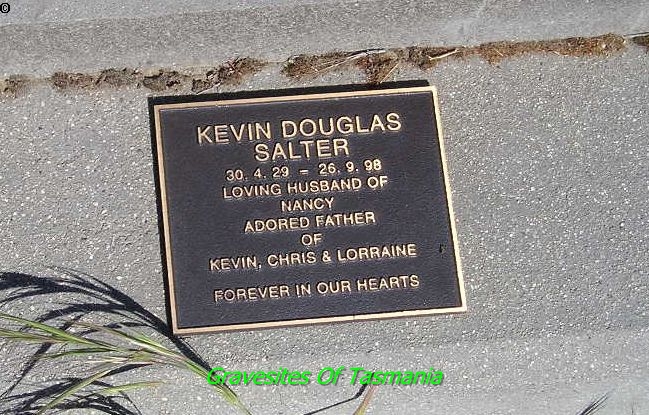 ©
KEVIN DOUGLAS
SALTER
30. 4. 29 - 26. 9. 98
LOVING HUSBAND OF
NANCY
ADORED FATHER
OF
KEVIN, CHRIS & LORRAINE
FOREVER IN OUR HEARTS
Gravesites Of Tasmania